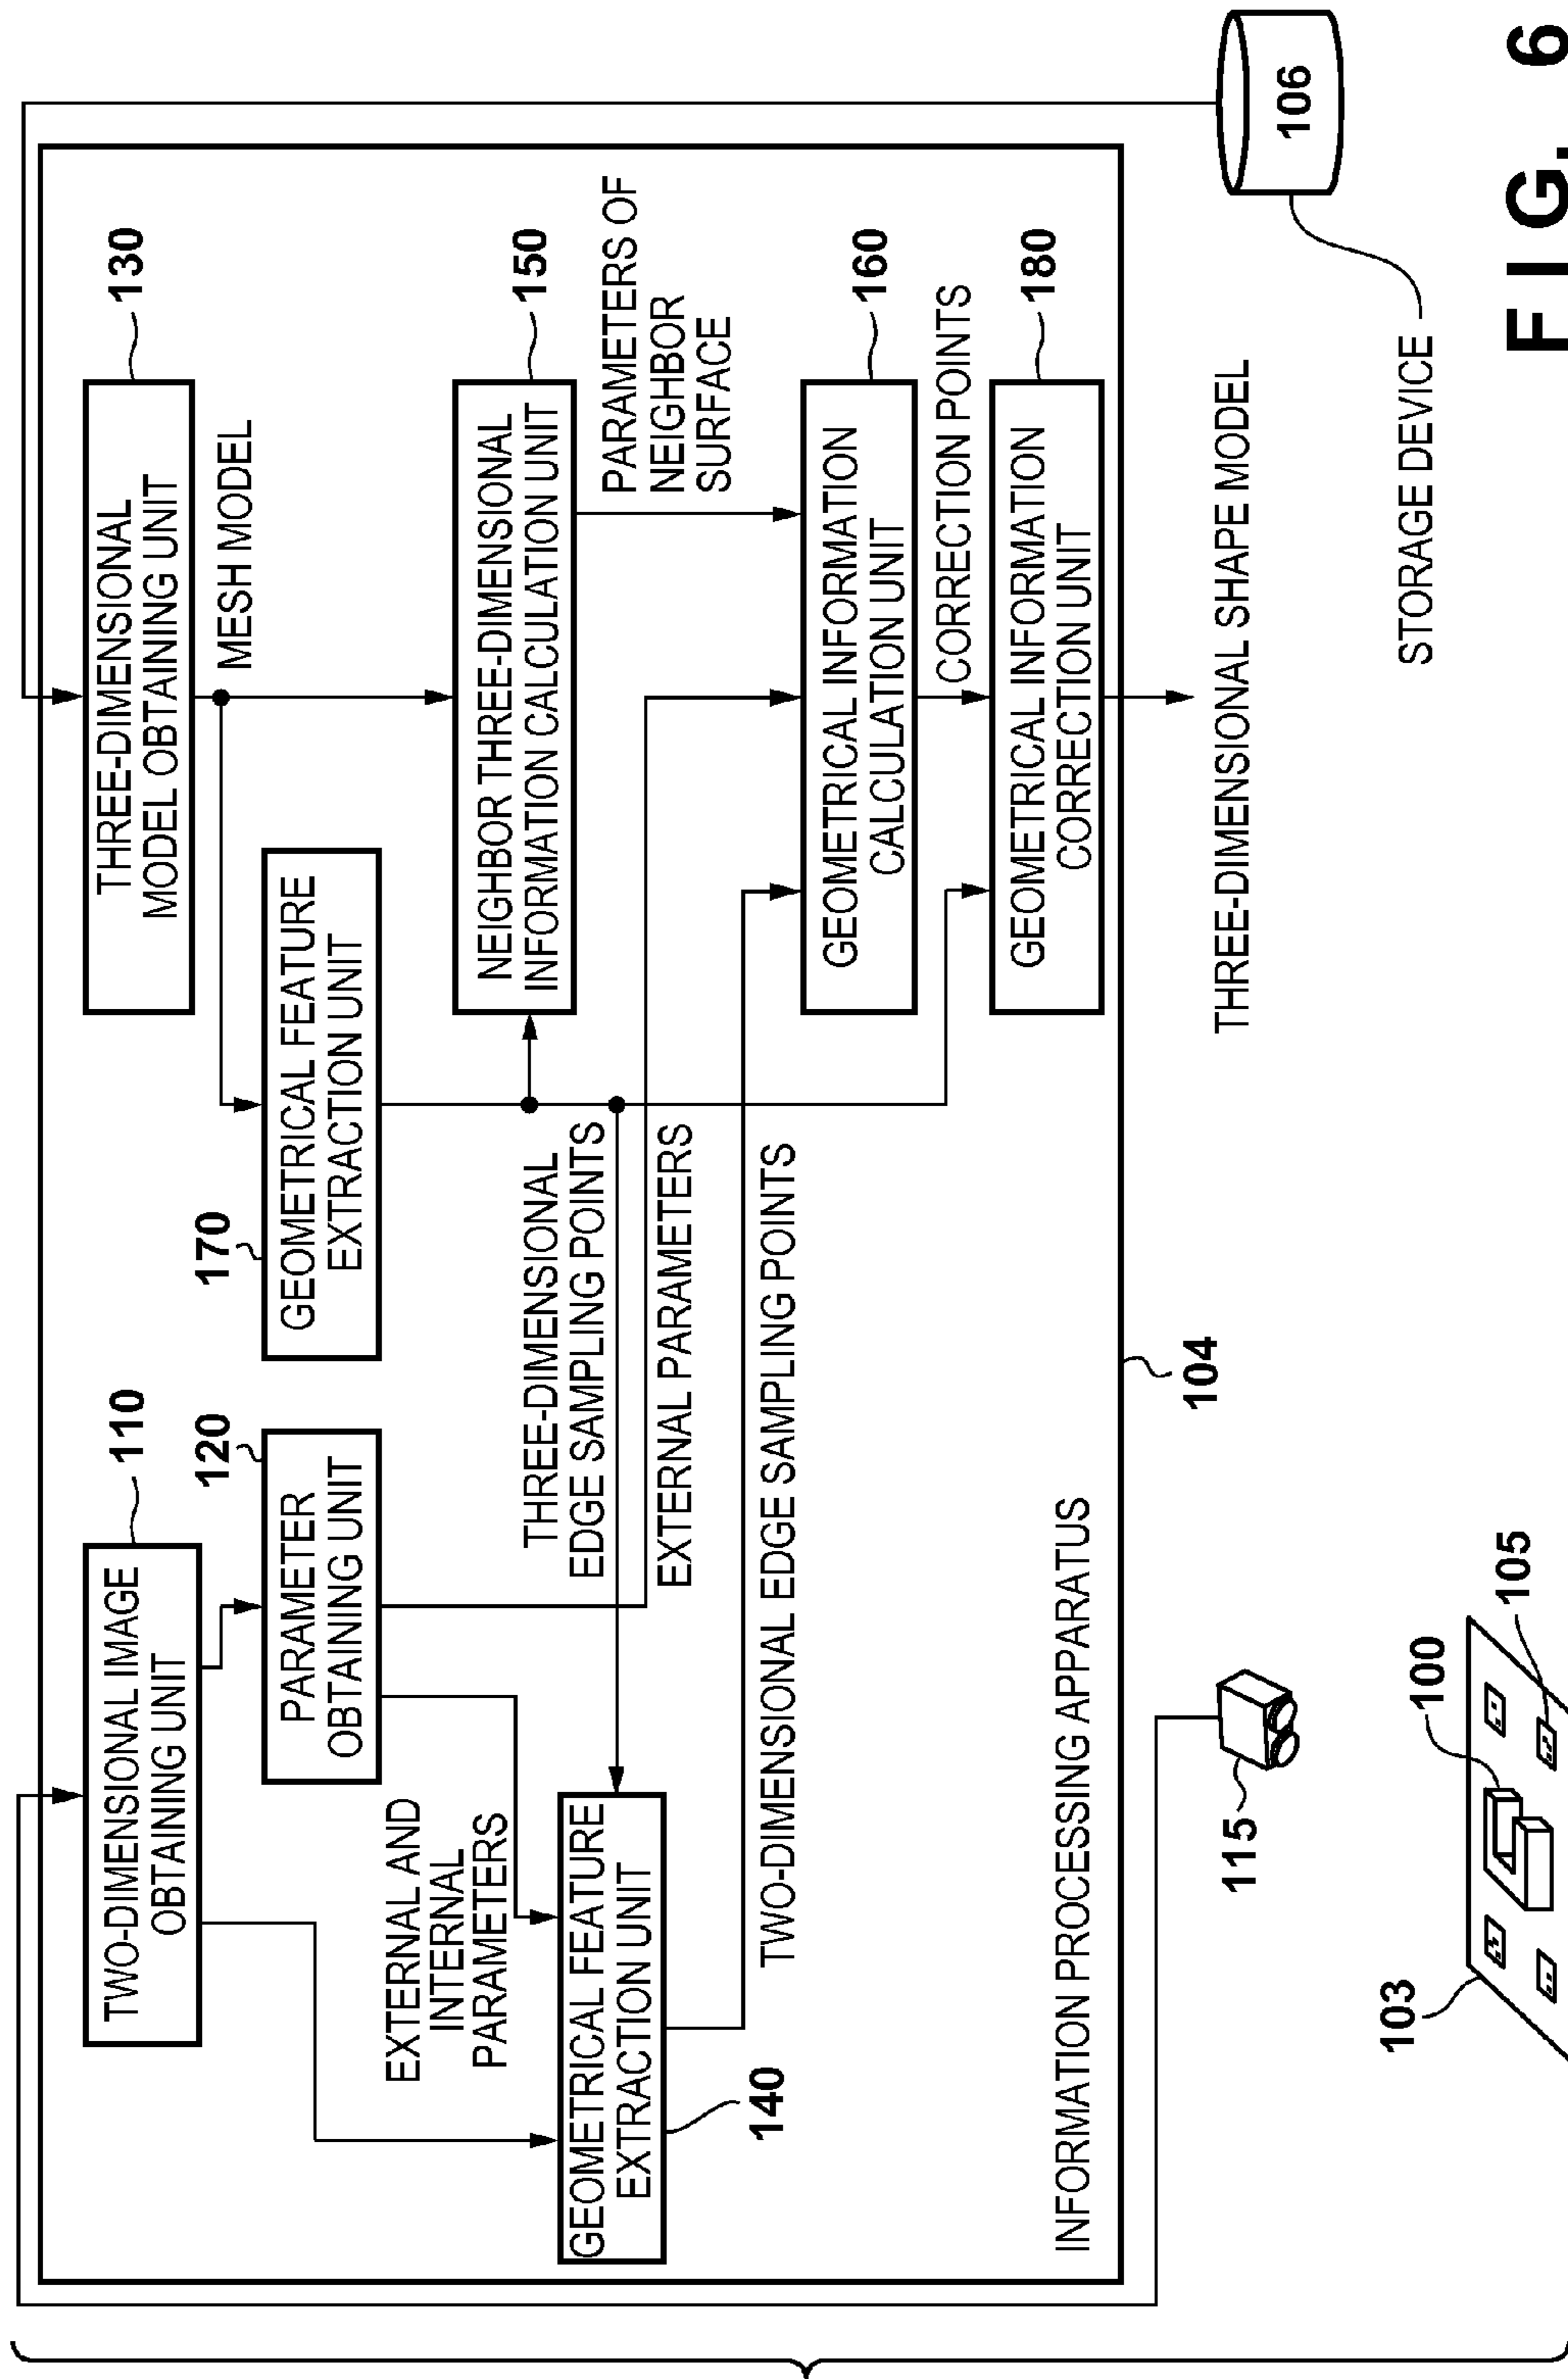 TWO-DIMENSIONAL IMAGE
OBTAINING UNIT
110
THREE-DIMENSIONAL
MODEL OBTAINING UNIT
130
PARAMETER
OBTAINING UNIT
120
GEOMETRICAL FEATURE
EXTRACTION UNIT
170
MESH MODEL
EXTERNAL AND
INTERNAL
PARAMETERS
THREE-DIMENSIONAL
EDGE SAMPLING POINTS
NEIGHBOR THREE-DIMENSIONAL
INFORMATION CALCULATION UNIT
150
GEOMETRICAL FEATURE
EXTRACTION UNIT
140
EXTERNAL PARAMETERS
PARAMETERS OF
NEIGHBOR
SURFACE
TWO-DIMENSIONAL EDGE SAMPLING POINTS
GEOMETRICAL INFORMATION
CALCULATION UNIT
160
CORRECTION POINTS
GEOMETRICAL INFORMATION
CORRECTION UNIT
180
INFORMATION PROCESSING APPARATUS
104
THREE-DIMENSIONAL SHAPE MODEL
115
106
STORAGE DEVICE
103
100
105
FIG. 6